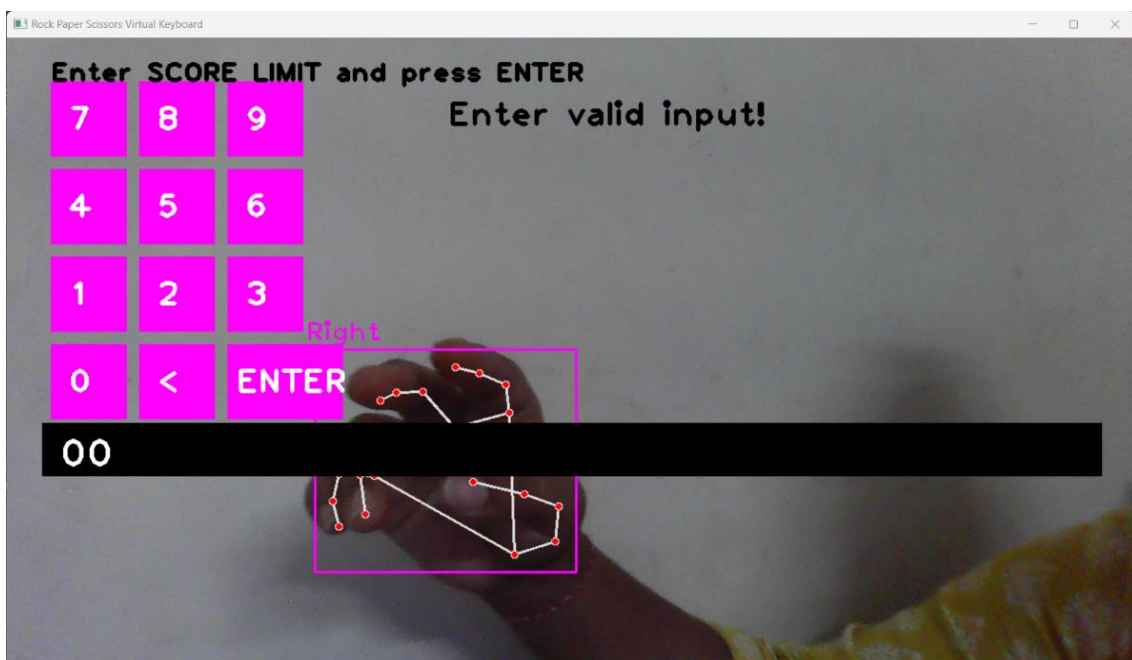 Rock Paper Scissors Virtual Keyboard
Enter SCORE LIMIT and press ENTER
Enter valid input!
7 8 9
4 5 6
1 2 3
Right
0 < ENTER
00